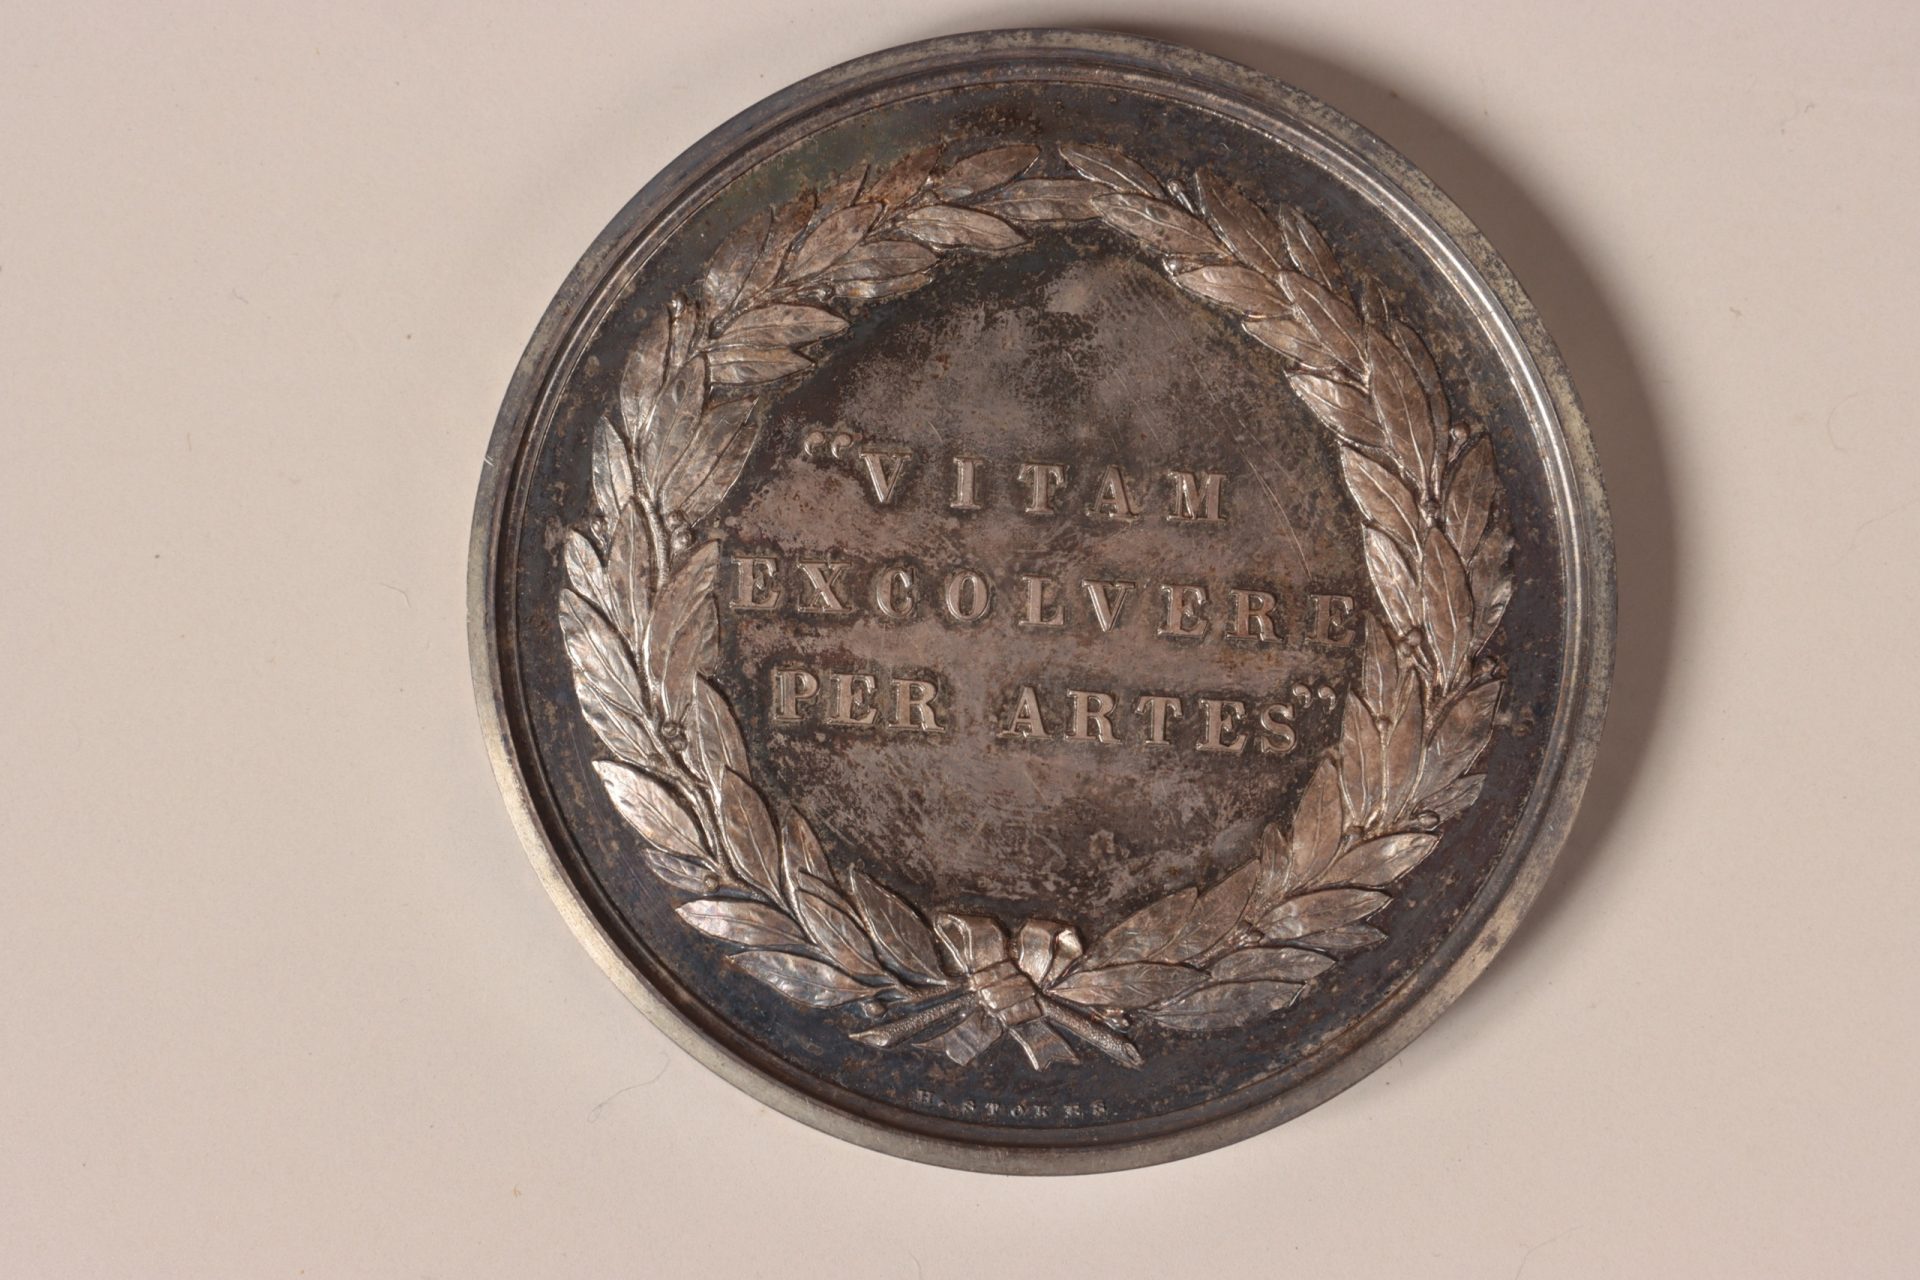 “VITAM
EXCOLVERE
PER ARTES”
H. STOKES.